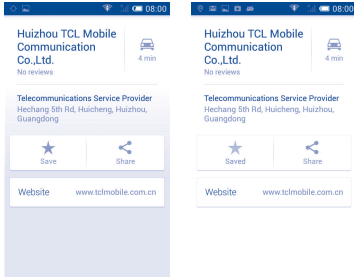 08:00
Huizhou TCL Mobile
Communication
Co.,Ltd.
No reviews
4 min
Telecommunications Service Provider
Hechang 5th Rd, Huicheng, Huizhou,
Guangdong
Save
Share
Website www.tclmobile.com.cn
08:00
Huizhou TCL Mobile
Communication
Co.,Ltd.
No reviews
4 min
Telecommunications Service Provider
Hechang 5th Rd, Huicheng, Huizhou,
Guangdong
Saved
Share
Website www.tclmobile.com.cn